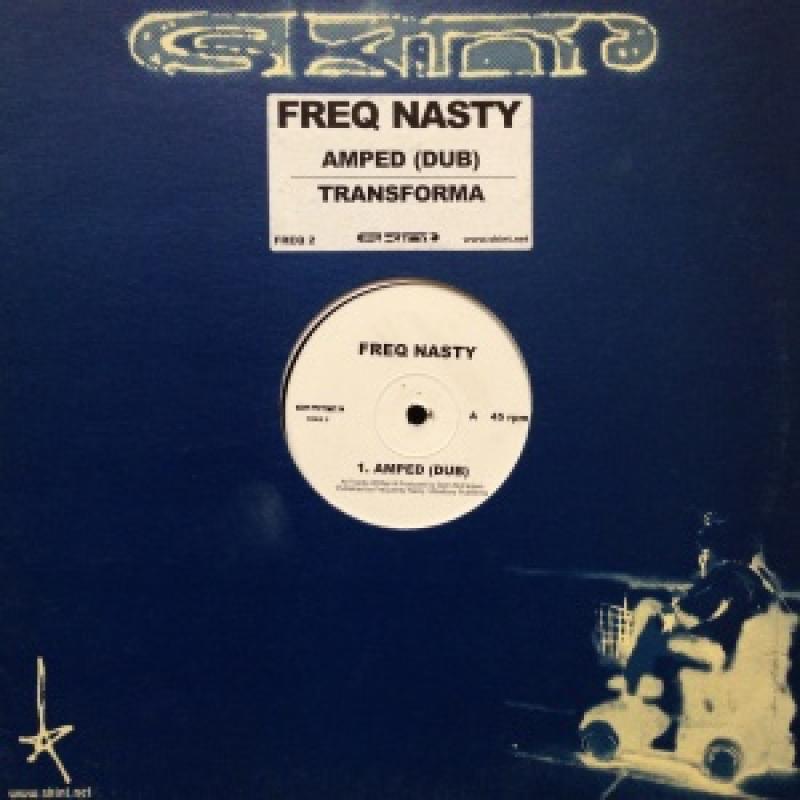 skint
FREQ NASTY
AMPED (DUB)
TRANSFORMA
FREQ 2
skint
www.skint.net
FREQ NASTY
A 45 rpm
1. AMPED (DUB)
www.skint.net